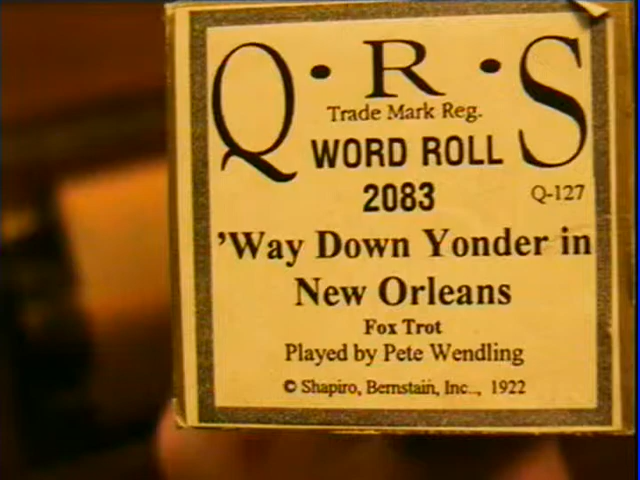 Q·R·S
Trade Mark Reg.
WORD ROLL
2083
Q-127
'Way Down Yonder in
New Orleans
Fox Trot
Played by Pete Wendling
© Shapiro, Bernstain, Inc.., 1922